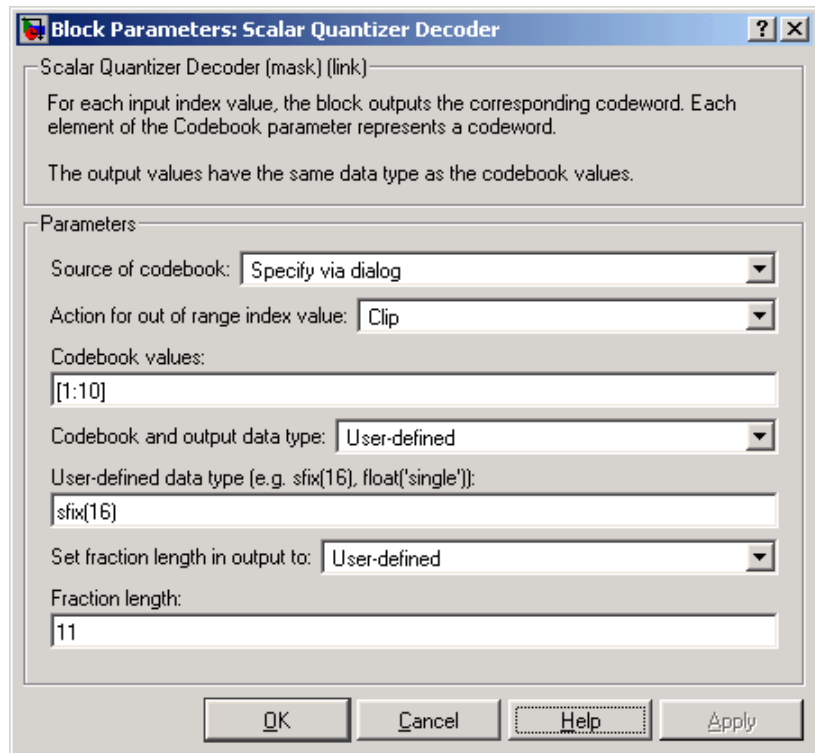 Block Parameters: Scalar Quantizer Decoder
Scalar Quantizer Decoder (mask) (link)
For each input index value, the block outputs the corresponding codeword. Each
element of the Codebook parameter represents a codeword.
The output values have the same data type as the codebook values.
Parameters
Source of codebook: Specify via dialog
Action for out of range index value: Clip
Codebook values:
[1:10]
Codebook and output data type: User-defined
User-defined data type (e.g. sfix(16), float('single')):
sfix(16)
Set fraction length in output to: User-defined
Fraction length:
11
OK Cancel Help Apply